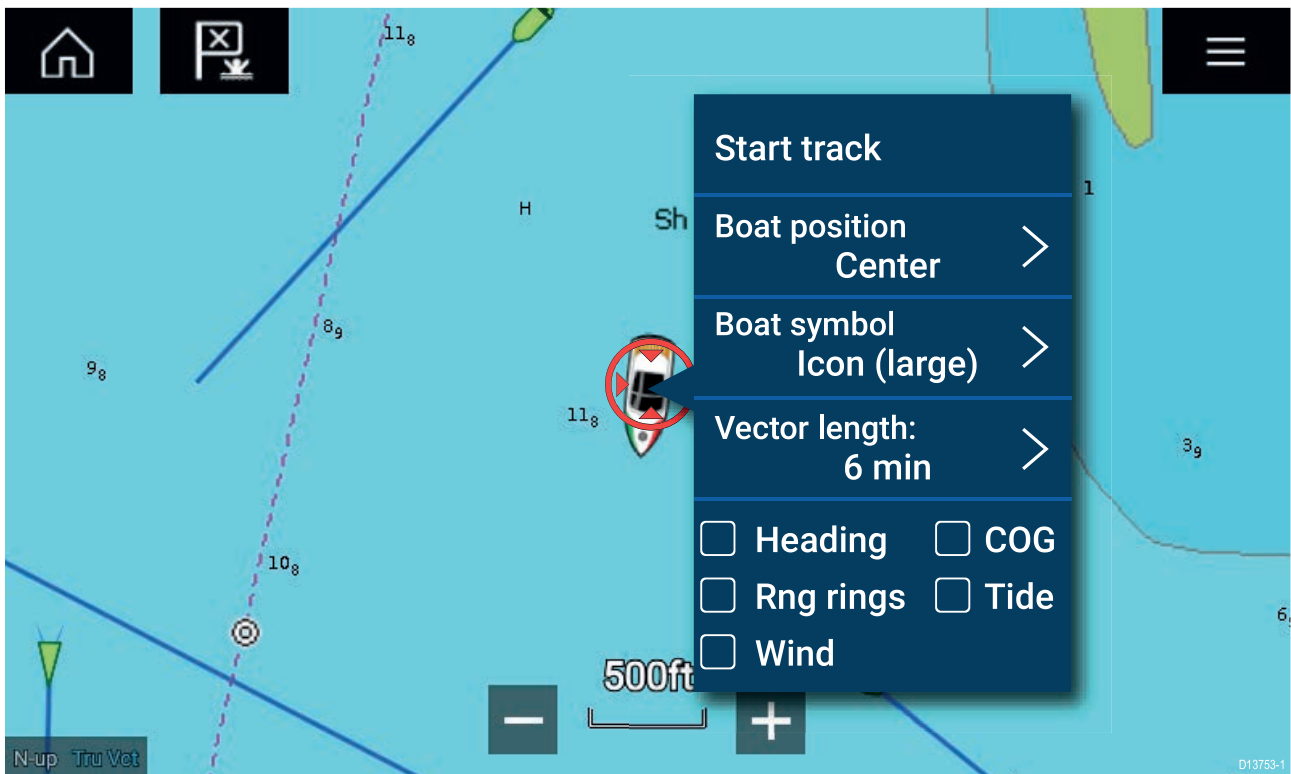 11₈
Start track
1
H
Sh
Boat position
Center
8₉
Boat symbol
Icon (large)
9₈
11₈
Vector length:
6 min
3₉
Heading
COG
10₈
Rng rings
Tide
6
Wind
500ft
N-up Tru Vct
D13753-1